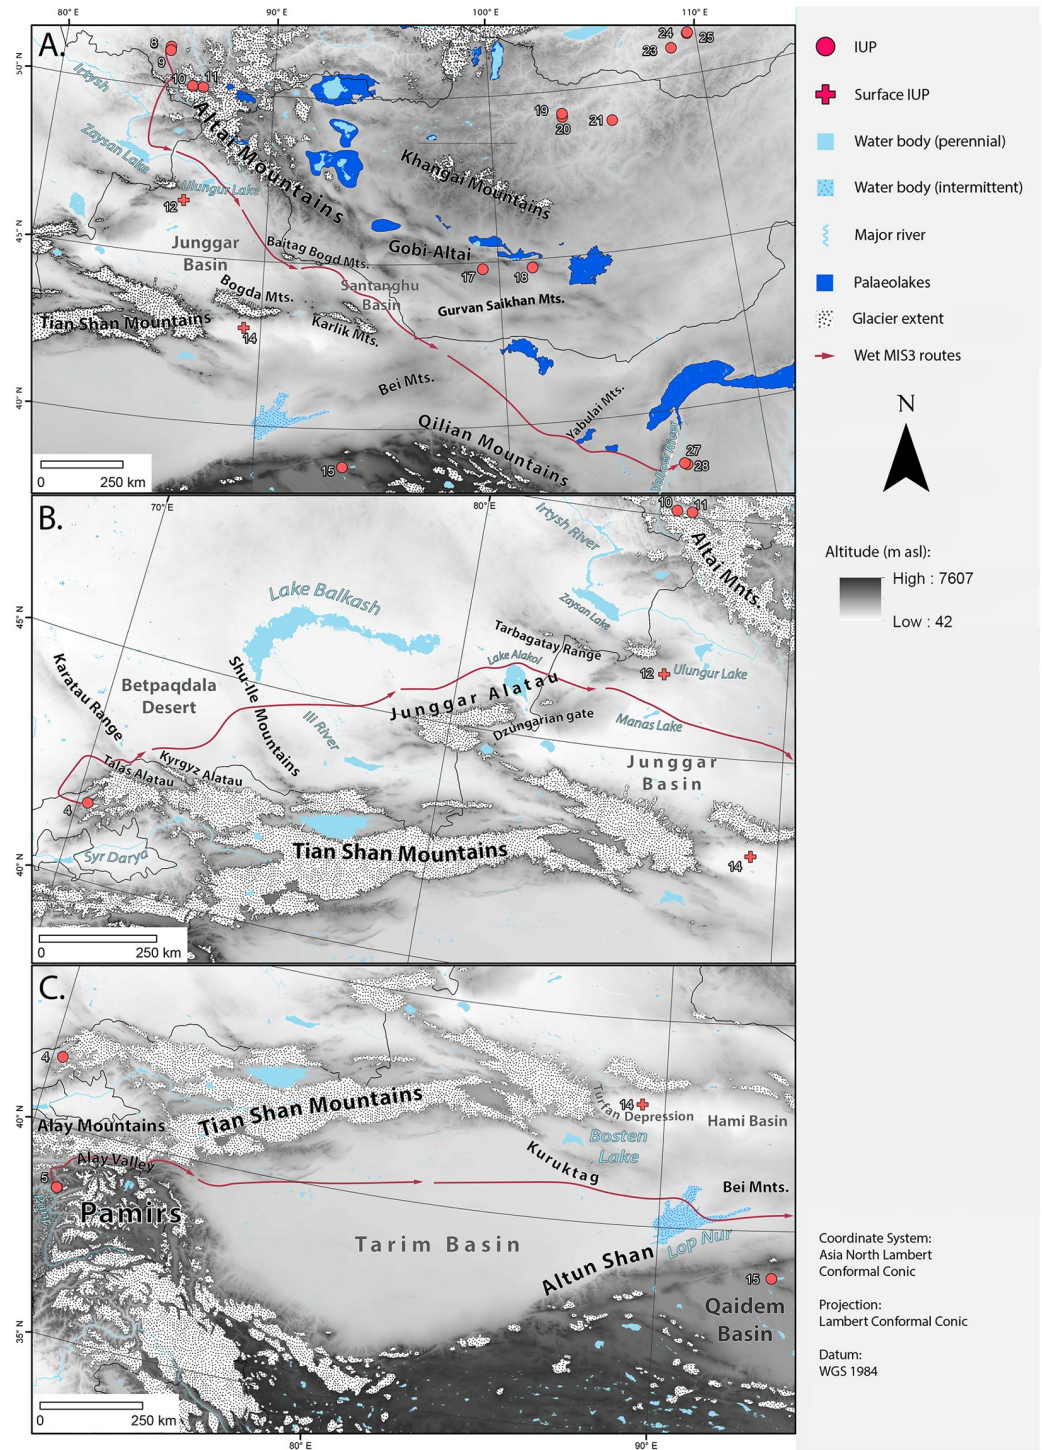 80° E
90° E
100° E
110° E
A.
50° N
45° N
40° N
8
9
10
11
24
25
23
19
20
21
Irtysh
Zaysan Lake
Altai Mountains
Ulungur Lake
12
Khangai Mountains
Junggar
Basin
Baitag Bogd Mts.
Gobi-Altai
17
18
Santanghu
Basin
Bogda Mts.
Gurvan Saikhan Mts.
Tian Shan Mountains
14
Karlik Mts.
Bei Mts.
Yabulai Mts.
Qilian Mountains
Yellow River
27
28
15
0
250 km
B.
70° E
80° E
45° N
40° N
10
11
Irtysh River
Altai Mnts.
Lake Balkash
Zaysan Lake
Tarbagatay Range
Lake Alakol
12
Ulungur Lake
Karatau Range
Betpaqdala
Desert
Shu-Ile Mountains
Ili River
Junggar Alatau
Dzungarian gate
Manas Lake
Talas Alatau
Kyrgyz Alatau
Junggar
Basin
4
Syr Darya
Tian Shan Mountains
14
0
250 km
C.
40° N
35° N
4
Tian Shan Mountains
14
Turfan Depression
Hami Basin
Alay Mountains
Bosten
Lake
Alay Valley
Kuruktag
5
Bei Mnts.
Pamirs
Tarim Basin
Lop Nur
Altun Shan
15
Qaidem
Basin
0
250 km
80° E
90° E
IUP
Surface IUP
Water body (perennial)
Water body (intermittent)
Major river
Palaeolakes
Glacier extent
Wet MIS3 routes
N
Altitude (m asl):
High : 7607
Low : 42
Coordinate System:
Asia North Lambert
Conformal Conic
Projection:
Lambert Conformal Conic
Datum:
WGS 1984